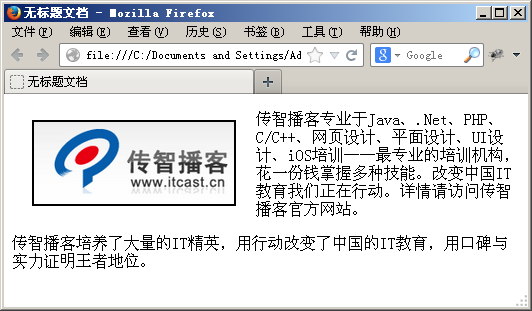 无标题文档 - Mozilla Firefox
文件(F) 编辑(E) 查看(V) 历史(S) 书签(B) 工具(T) 帮助(H)
file:///C:/Documents and Settings/Ad
Google
无标题文档
传智播客
www.itcast.cn
传智播客专业于Java、.Net、PHP、
C/C++、网页设计、平面设计、UI设
计、iOS培训——最专业的培训机构，
花一份钱掌握多种技能。改变中国IT
教育我们正在行动。详情请访问传智
播客官方网站。
传智播客培养了大量的IT精英，用行动改变了中国的IT教育，用口碑与
实力证明王者地位。